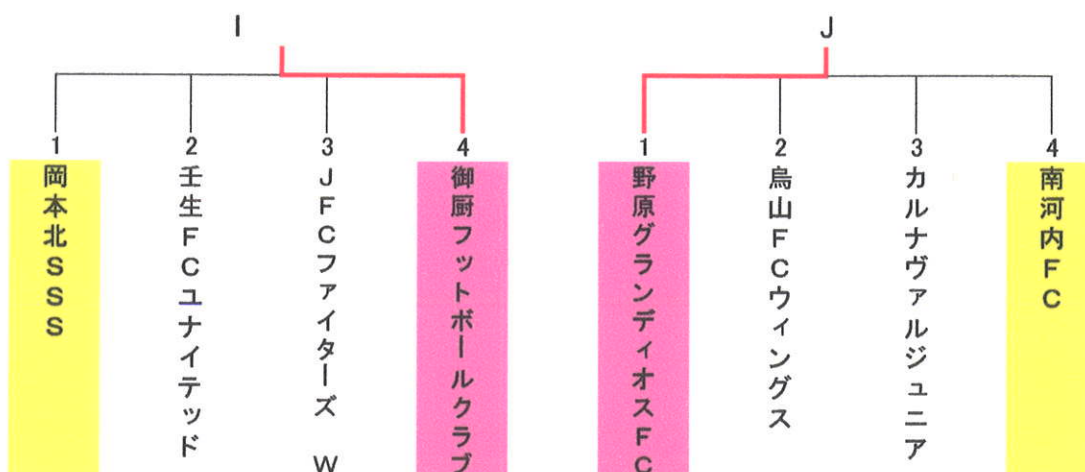 I
1
岡本北SSS
2
壬生FCユナイテッド
3
JFCファイターズ W
4
御厨フットボールクラブ
J
1
野原グランディオスFC
2
烏山FCウィングス
3
カルナヴァルジュニア
4
南河内FC